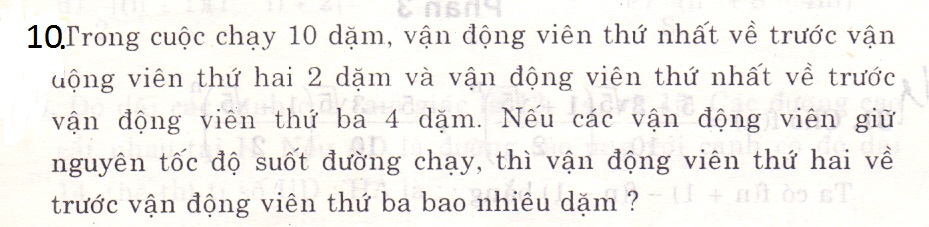 10.Trong cuộc chạy 10 dặm, vận động viên thứ nhất về trước vận
động viên thứ hai 2 dặm và vận động viên thứ nhất về trước
vận động viên thứ ba 4 dặm. Nếu các vận động viên giữ
nguyên tốc độ suốt đường chạy, thì vận động viên thứ hai về
trước vận động viên thứ ba bao nhiêu dặm ?